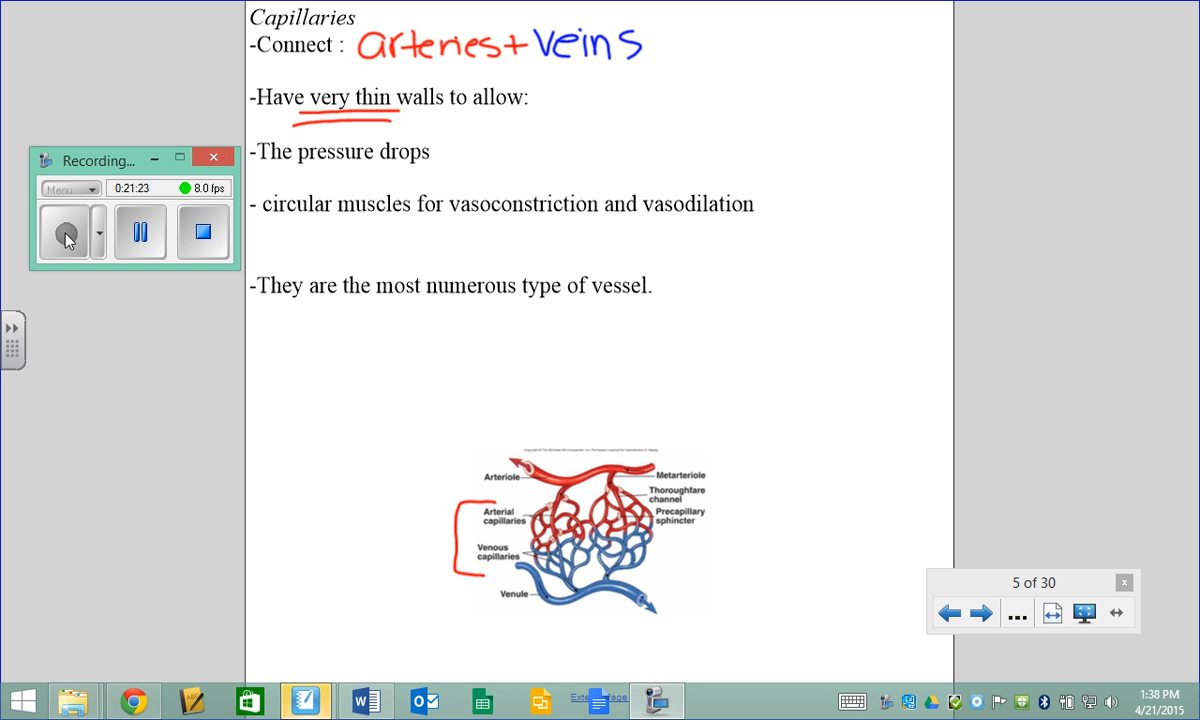 Capillaries
-Connect : arteries + veins
-Have very thin walls to allow:
-The pressure drops
- circular muscles for vasoconstriction and vasodilation
-They are the most numerous type of vessel.
Recording...
Menu
0:21:23
8.0 fps
Arteriole
Metarteriole
Thoroughfare
channel
Arterial
capillaries
Precapillary
sphincter
Venous
capillaries
Venule
5 of 30
1:38 PM
4/21/2015